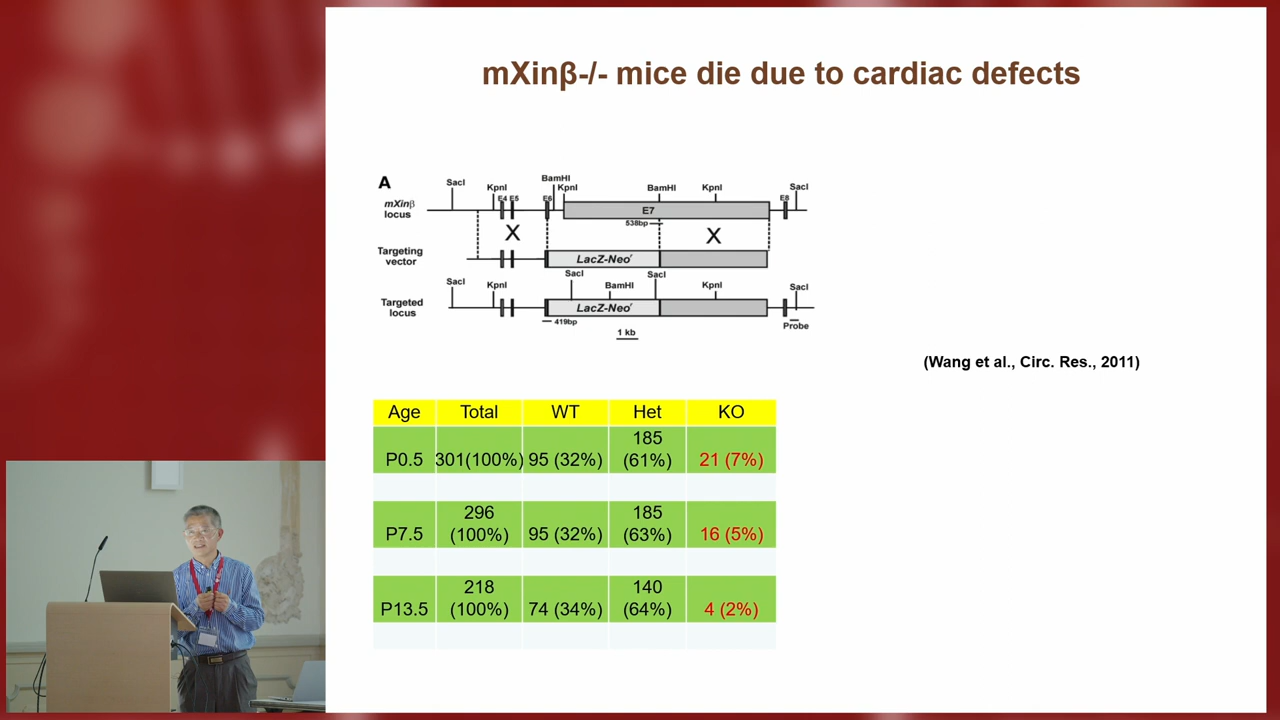 mXinβ-/- mice die due to cardiac defects
A
SacI KpnI E4 E5 E6 BamHI KpnI BamHI KpnI E8 SacI
mXinβ locus
E7
538bp
X X
Targeting vector
LacZ-Neoʳ
SacI KpnI SacI BamHI SacI KpnI SacI
Targeted locus
LacZ-Neoʳ
419bp
Probe
1 kb
(Wang et al., Circ. Res., 2011)
Age Total WT Het KO
P0.5 301(100%) 95 (32%) 185 (61%) 21 (7%)
P7.5 296 (100%) 95 (32%) 185 (63%) 16 (5%)
P13.5 218 (100%) 74 (34%) 140 (64%) 4 (2%)